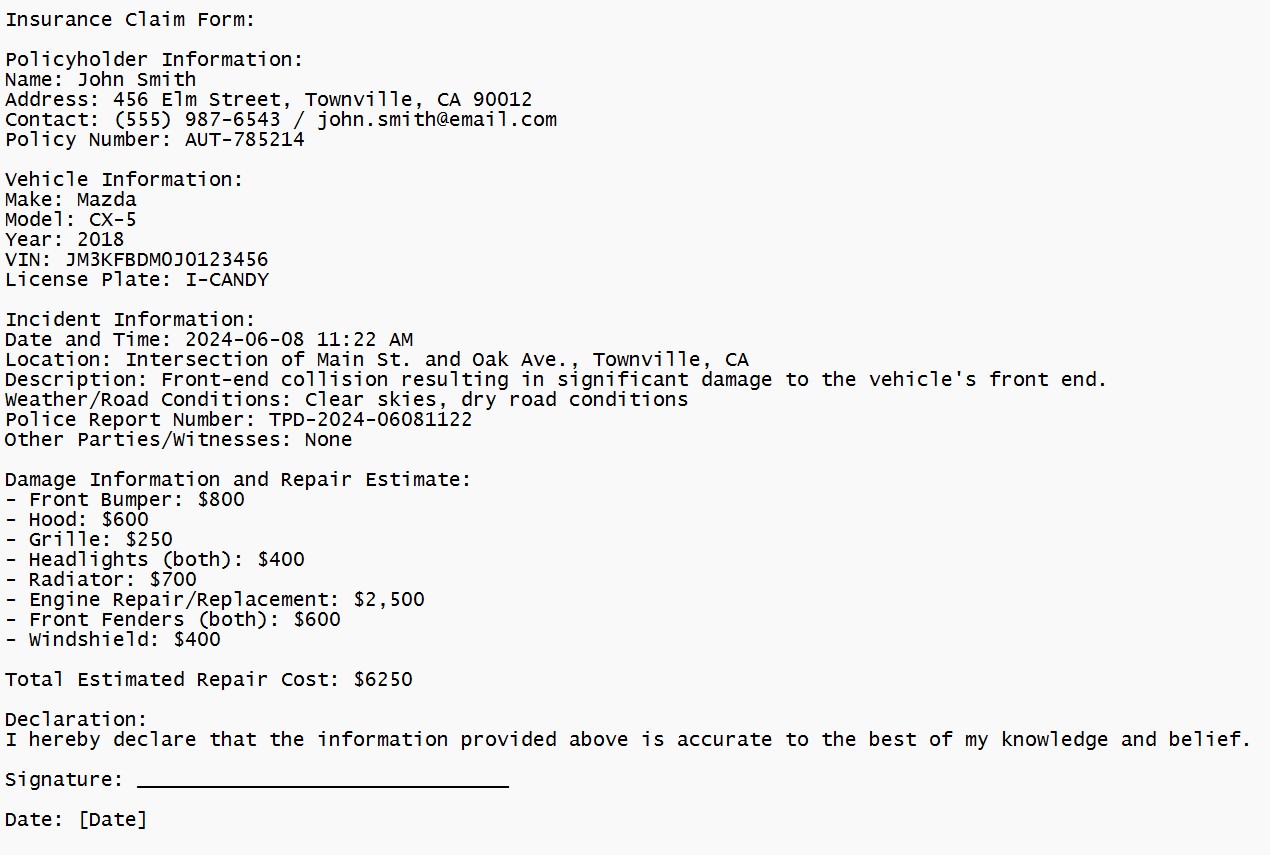 Insurance Claim Form:
Policyholder Information:
Name: John Smith
Address: 456 Elm Street, Townville, CA 90012
Contact: (555) 987-6543 / john.smith@email.com
Policy Number: AUT-785214
Vehicle Information:
Make: Mazda
Model: CX-5
Year: 2018
VIN: JM3KFBDM0J0123456
License Plate: I-CANDY
Incident Information:
Date and Time: 2024-06-08 11:22 AM
Location: Intersection of Main St. and Oak Ave., Townville, CA
Description: Front-end collision resulting in significant damage to the vehicle's front end.
Weather/Road Conditions: Clear skies, dry road conditions
Police Report Number: TPD-2024-06081122
Other Parties/Witnesses: None
Damage Information and Repair Estimate:
- Front Bumper: $800
- Hood: $600
- Grille: $250
- Headlights (both): $400
- Radiator: $700
- Engine Repair/Replacement: $2,500
- Front Fenders (both): $600
- Windshield: $400
Total Estimated Repair Cost: $6250
Declaration:
I hereby declare that the information provided above is accurate to the best of my knowledge and belief.
Signature: _______________________________
Date: [Date]